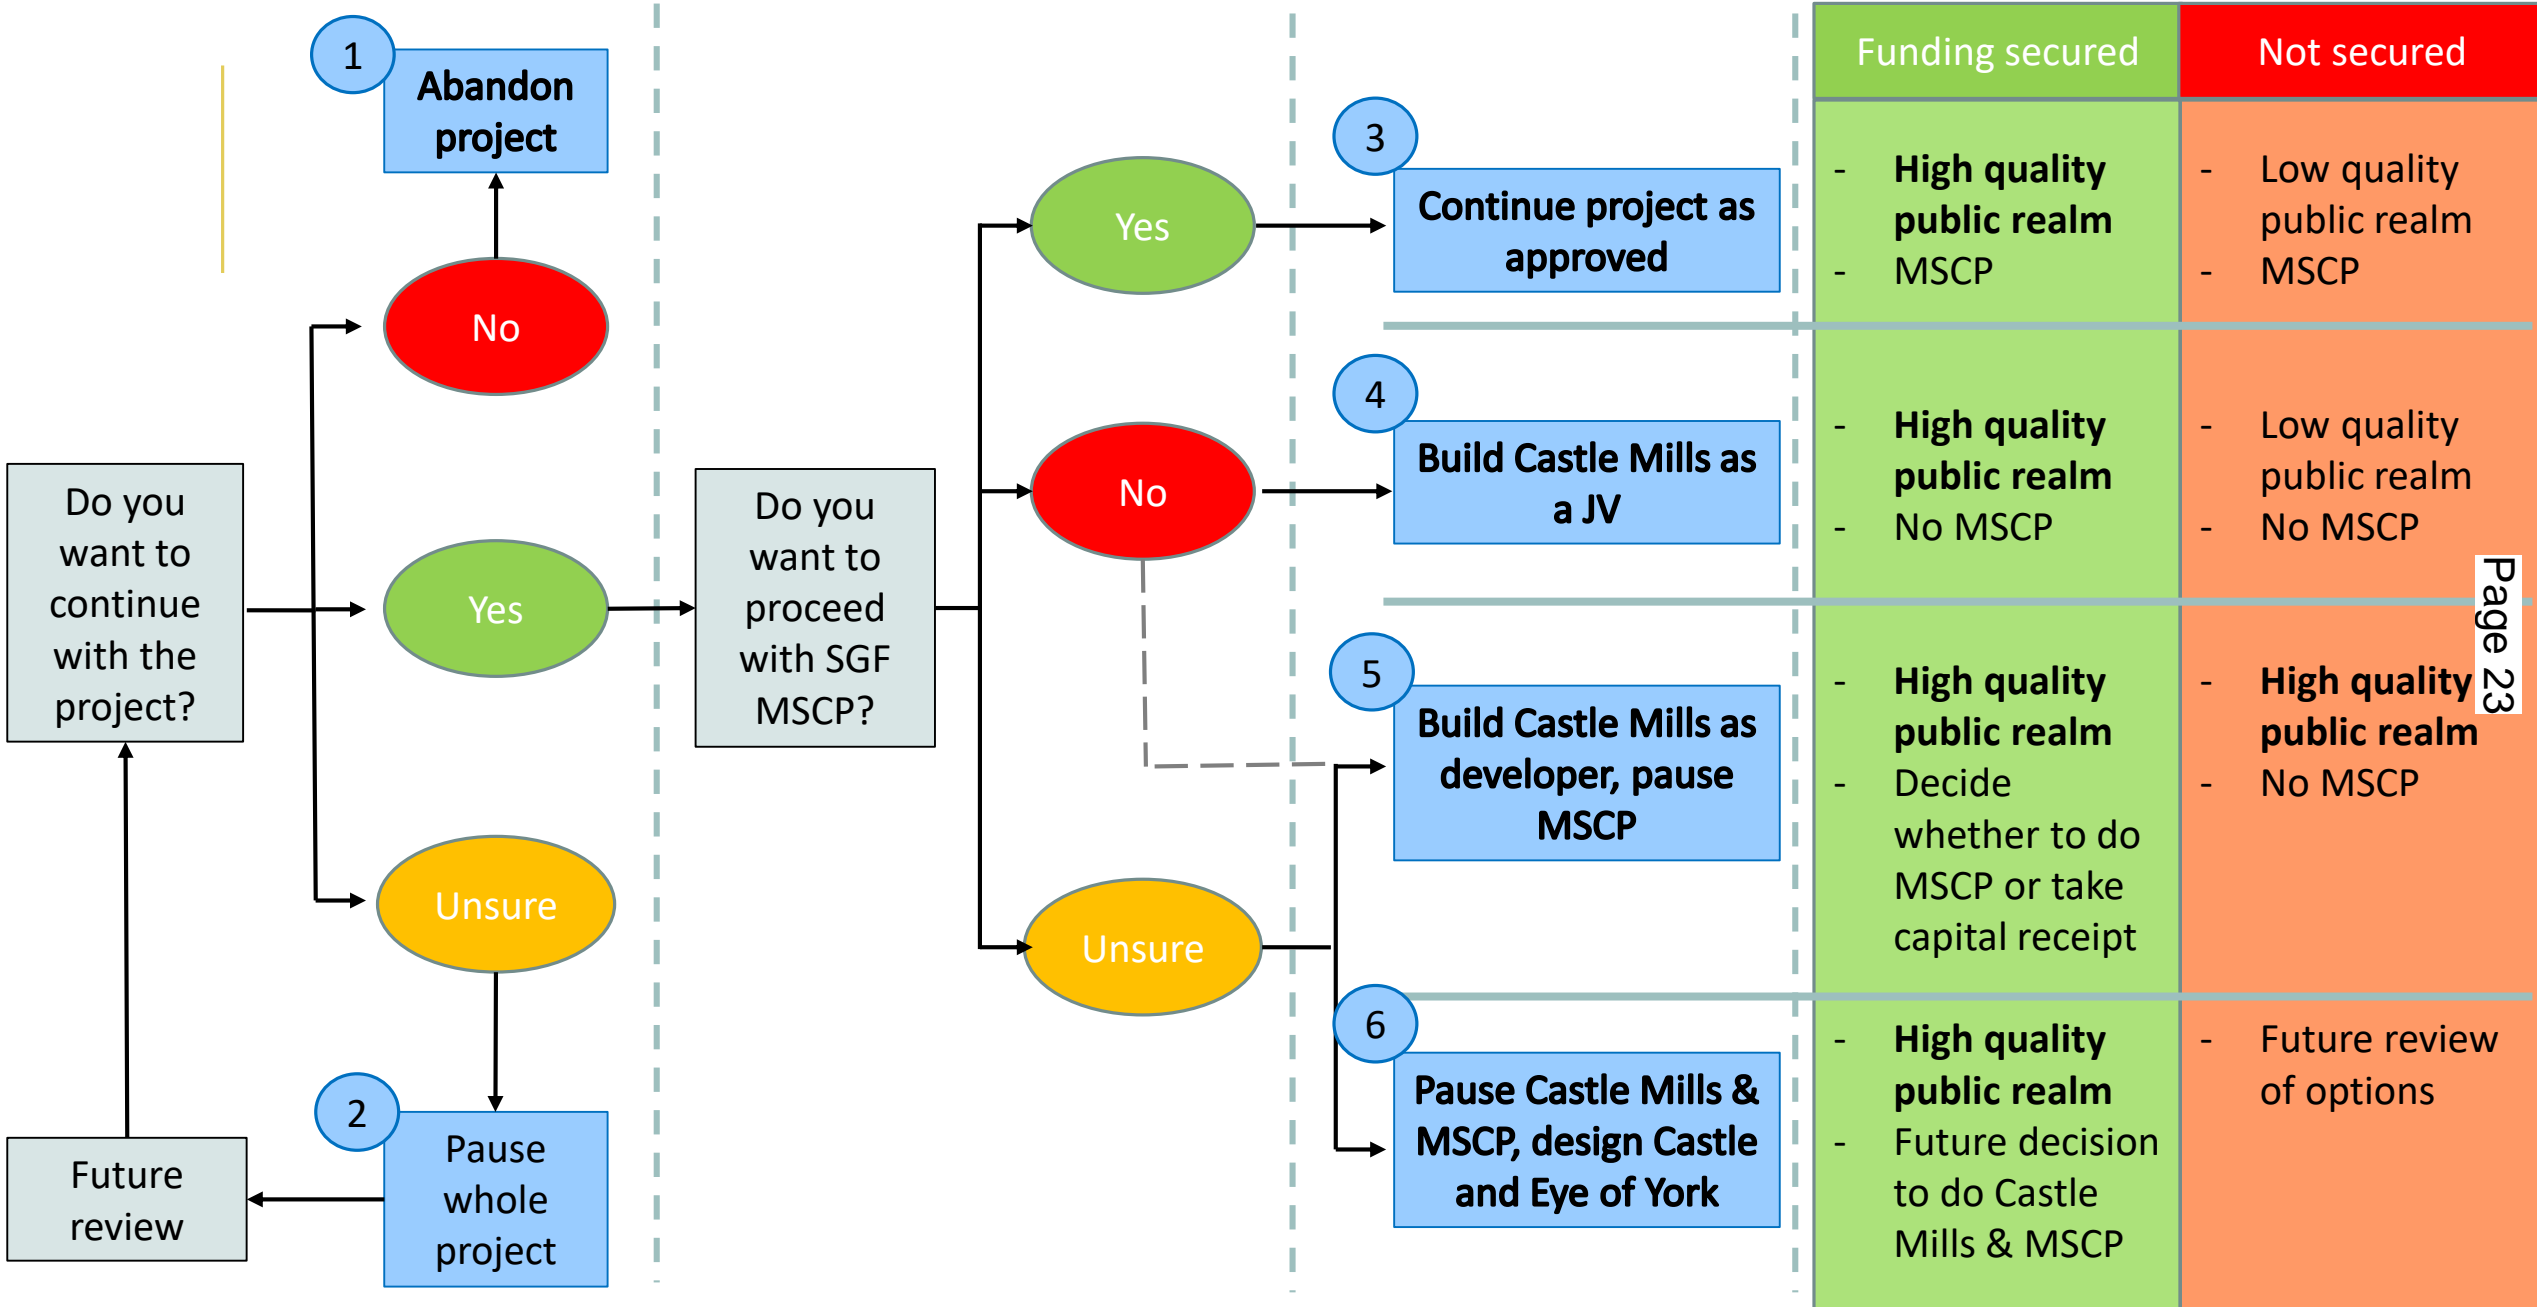 1
Abandon
project
No
Do you
want to
continue
with the
project?
Yes
Unsure
2
Pause
whole
project
Future
review
Do you
want to
proceed
with SGF
MSCP?
Yes
No
Unsure
3
Continue project as
approved
4
Build Castle Mills as
a JV
5
Build Castle Mills as
developer, pause
MSCP
6
Pause Castle Mills &
MSCP, design Castle
and Eye of York
Funding secured
Not secured
- High quality
public realm
- MSCP
- Low quality
public realm
- MSCP
- High quality
public realm
- No MSCP
- Low quality
public realm
- No MSCP
- High quality
public realm
- Decide
whether to do
MSCP or take
capital receipt
- High quality
public realm
- No MSCP
- High quality
public realm
- Future decision
to do Castle
Mills & MSCP
- Future review
of options
Page 23